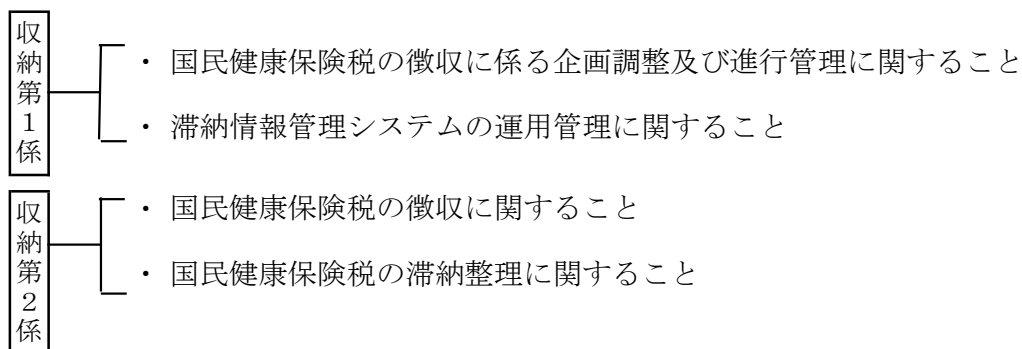 収納第1係
・ 国民健康保険税の徴収に係る企画調整及び進行管理に関すること
・ 滞納情報管理システムの運用管理に関すること
収納第2係
・ 国民健康保険税の徴収に関すること
・ 国民健康保険税の滞納整理に関すること